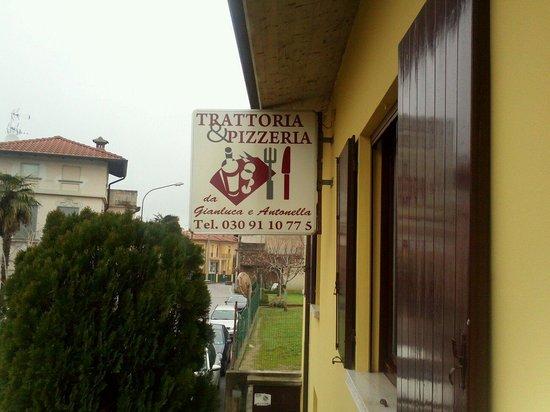 TRATTORIA
& PIZZERIA
da
Gianluca e Antonella
Tel. 030 91 10 77 5